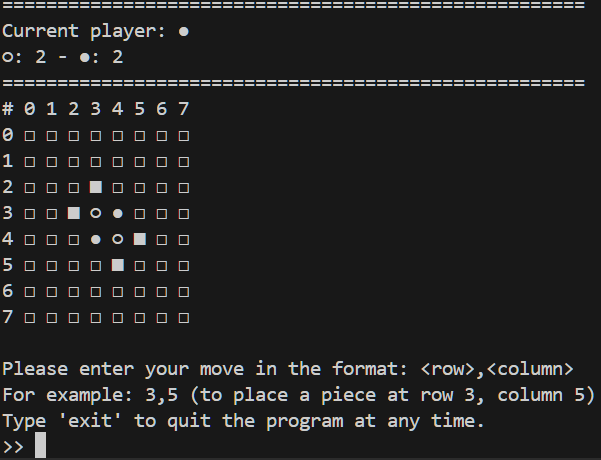 =====================================================
Current player: ●
○: 2 - ●: 2
=====================================================
# 0 1 2 3 4 5 6 7
0 □ □ □ □ □ □ □ □
1 □ □ □ □ □ □ □ □
2 □ □ □ ■ □ □ □ □
3 □ □ ■ ○ ● □ □ □
4 □ □ □ ● ○ ■ □ □
5 □ □ □ □ ■ □ □ □
6 □ □ □ □ □ □ □ □
7 □ □ □ □ □ □ □ □
Please enter your move in the format: <row>,<column>
For example: 3,5 (to place a piece at row 3, column 5)
Type 'exit' to quit the program at any time.
>>